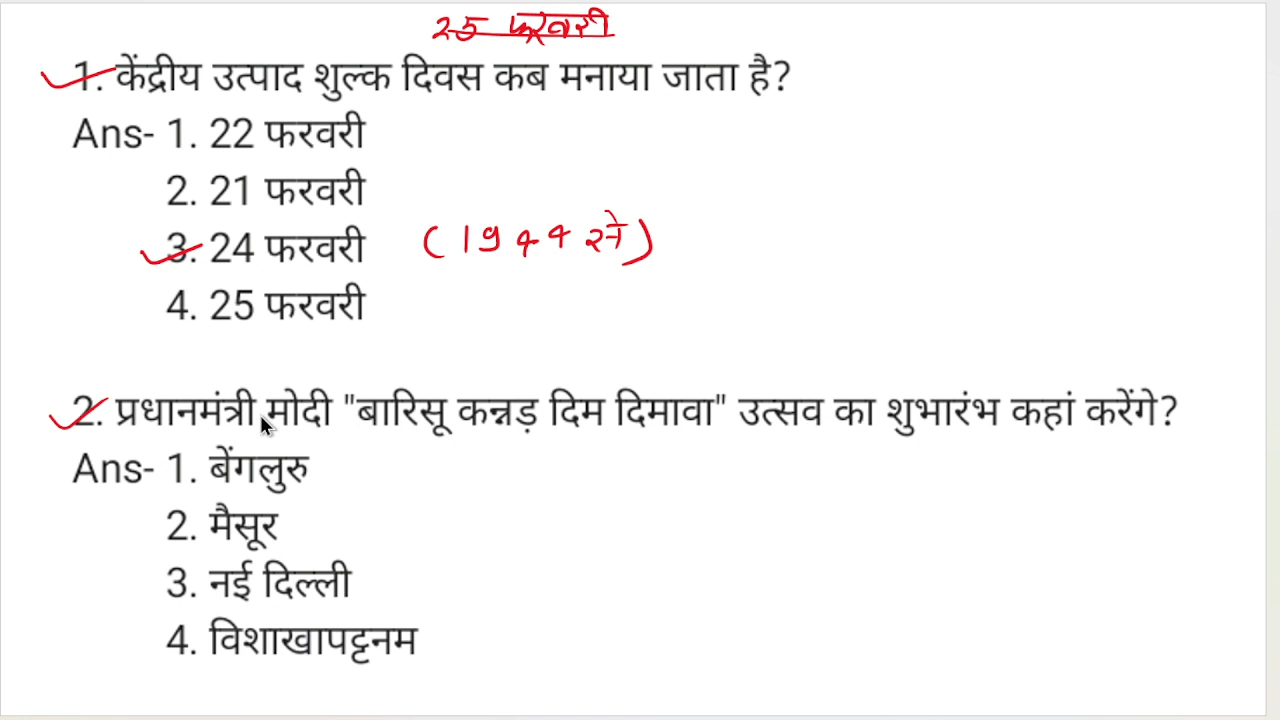 25 फरवरी
1. केंद्रीय उत्पाद शुल्क दिवस कब मनाया जाता है?
Ans- 1. 22 फरवरी
2. 21 फरवरी
3. 24 फरवरी (1944 से)
4. 25 फरवरी
2. प्रधानमंत्री मोदी "बारिसू कन्नड़ दिम दिमावा" उत्सव का शुभारंभ कहां करेंगे?
Ans- 1. बेंगलुरु
2. मैसूर
3. नई दिल्ली
4. विशाखापट्टनम